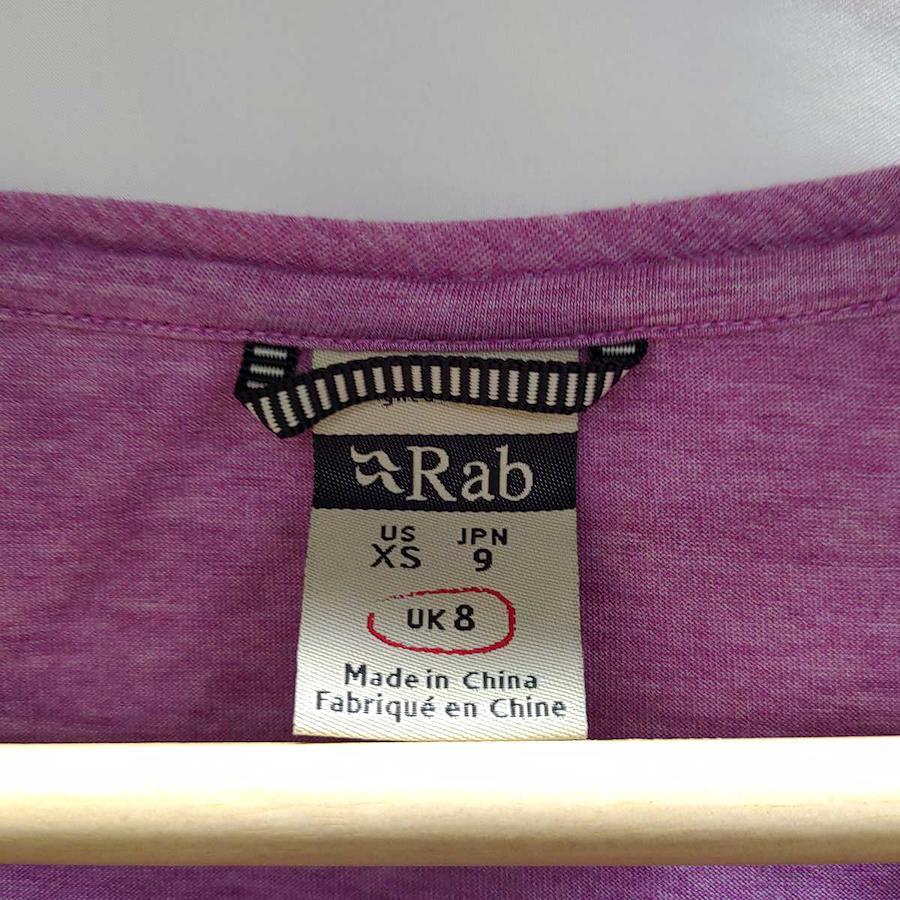 Rab
US JPN
XS 9
UK 8
Made in China
Fabriqué en Chine